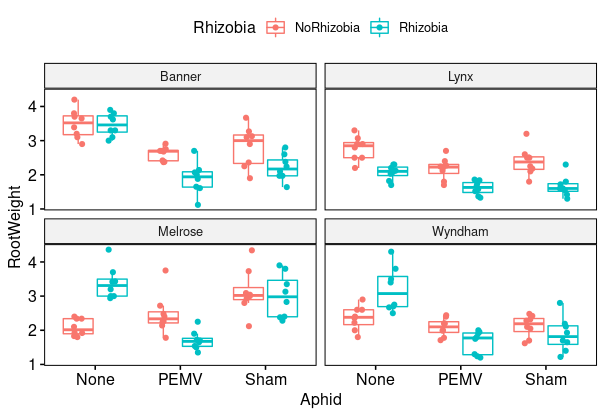 Rhizobia NoRhizobia Rhizobia
Banner Lynx
4
3
2
1
Melrose Wyndham
4
3
2
1
RootWeight
None PEMV Sham None PEMV Sham
Aphid